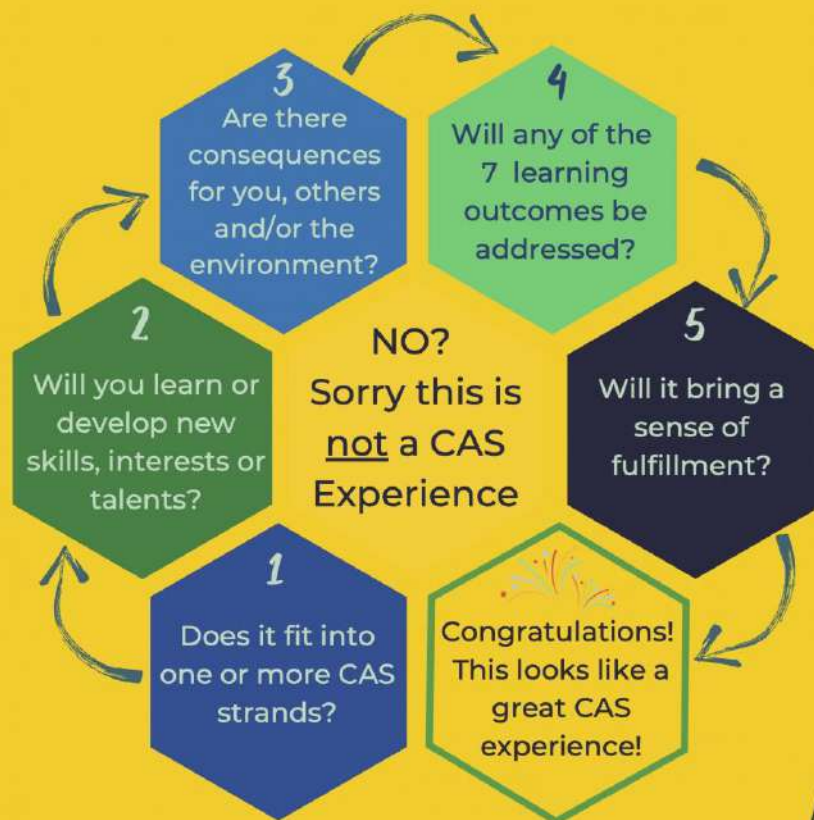 1
Does it fit into
one or more CAS
strands?
2
Will you learn or
develop new
skills, interests or
talents?
3
Are there
consequences
for you, others
and/or the
environment?
4
Will any of the
7 learning
outcomes be
addressed?
5
Will it bring a
sense of
fulfillment?
Congratulations!
This looks like a
great CAS
experience!
NO?
Sorry this is
not a CAS
Experience